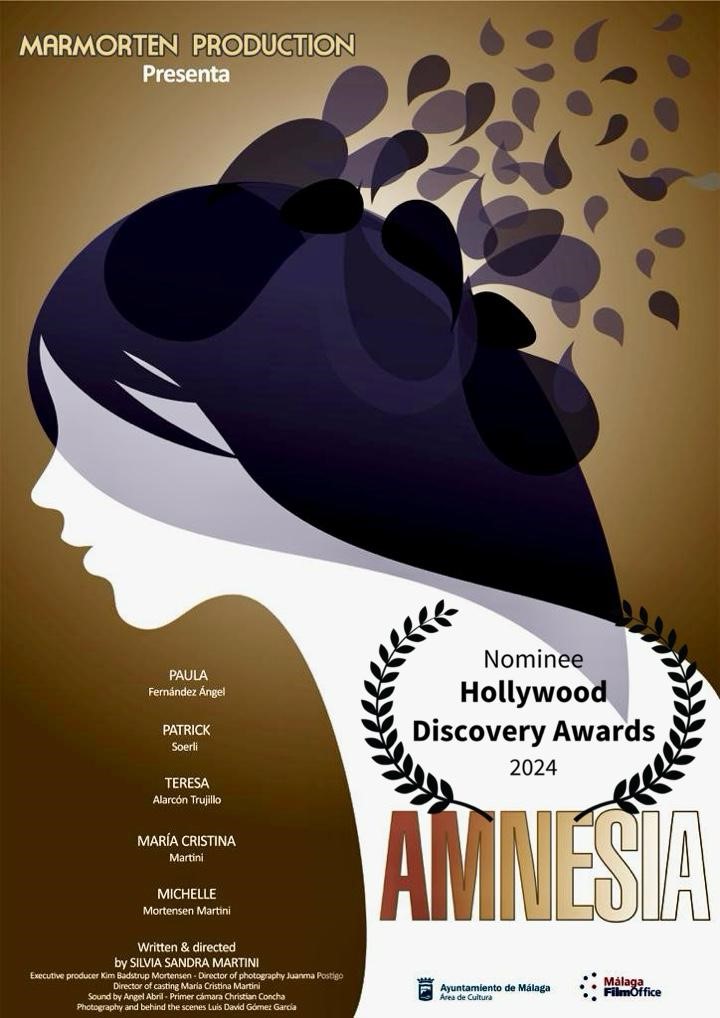 MARMORTEN PRODUCTION
Presenta
PAULA
Fernández Ángel
PATRICK
Soerli
TERESA
Alarcón Trujillo
MARÍA CRISTINA
Martini
MICHELLE
Mortensen Martini
Written & directed
by SILVIA SANDRA MARTINI
Executive producer Kim Badstrup Mortensen - Director of photography Juanma Postigo
Director of casting María Cristina Martini
Sound by Angel Abril - Primer cámara Christian Concha
Photography and behind the scenes Luis David Gómez García
Nominee
Hollywood
Discovery Awards
2024
AMNESIA
Ayuntamiento de Málaga
Área de Cultura
Málaga
FilmOffice